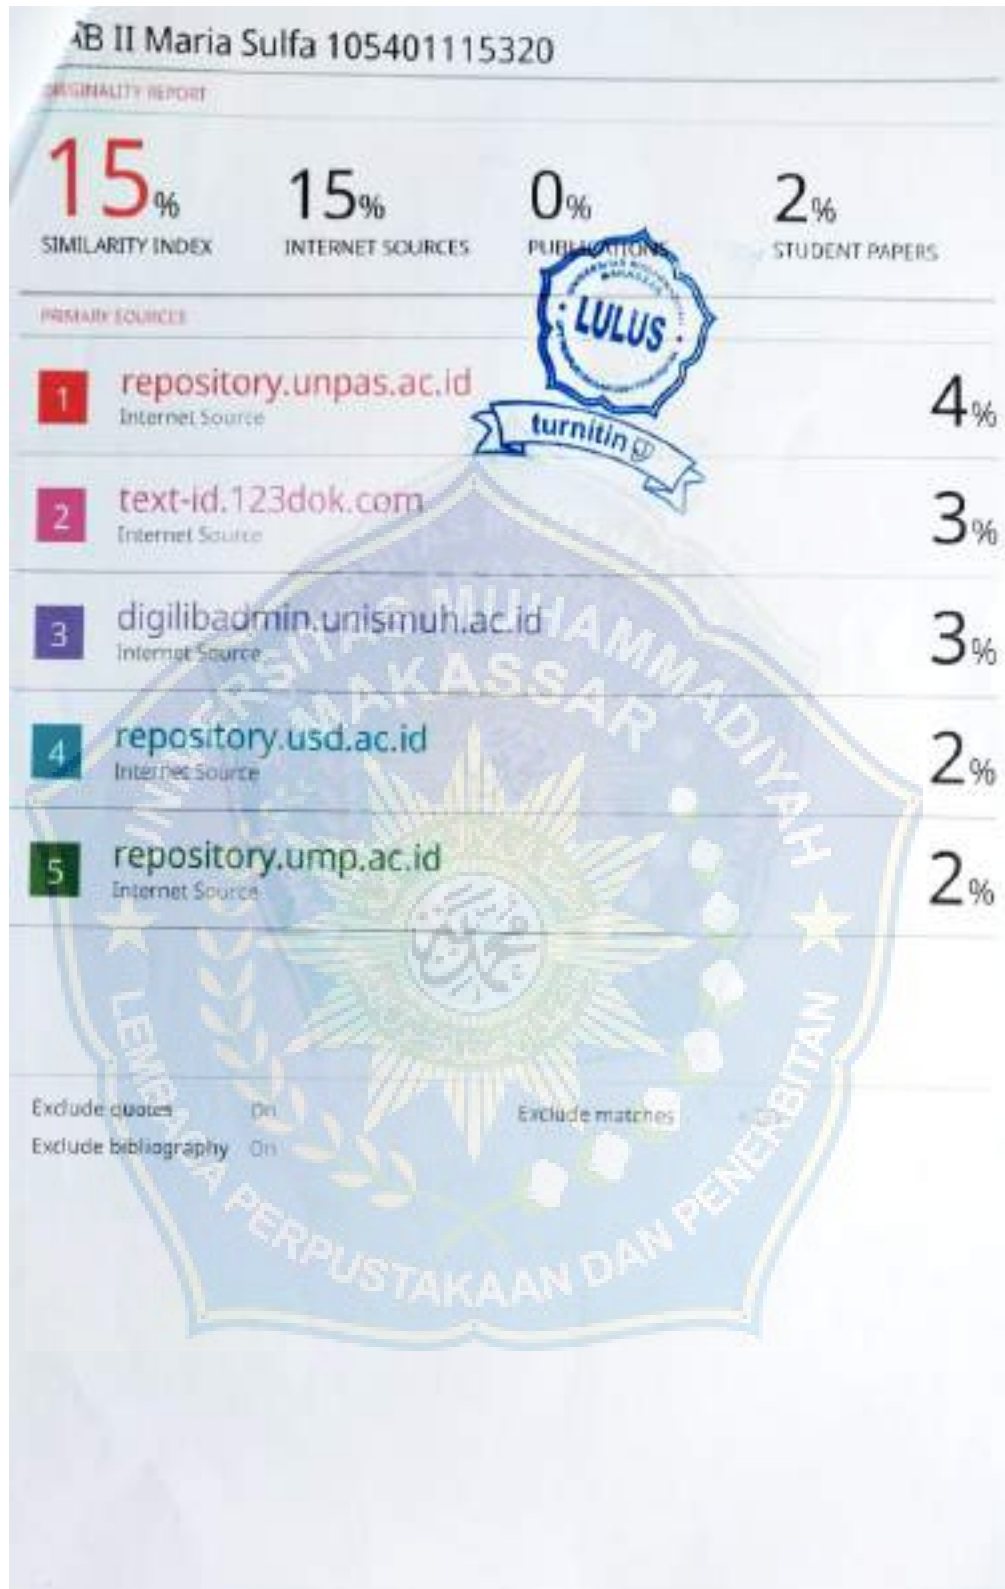 AB II Maria Sulfa 105401115320
ORIGINALITY REPORT
15%
SIMILARITY INDEX
15%
INTERNET SOURCES
0%
PUBLICATIONS
2%
STUDENT PAPERS
LULUS
turnitin
PRIMARY SOURCES
1 repository.unpas.ac.id
Internet Source
4%
2 text-id.123dok.com
Internet Source
3%
3 digilibadmin.unismuh.ac.id
Internet Source
3%
4 repository.usd.ac.id
Internet Source
2%
5 repository.ump.ac.id
Internet Source
2%
Exclude quotes On
Exclude matches
Exclude bibliography On
UNIVERSITAS MUHAMMADIYAH
MAKASSAR
LEMBAGA PERPUSTAKAAN DAN PENERBITAN